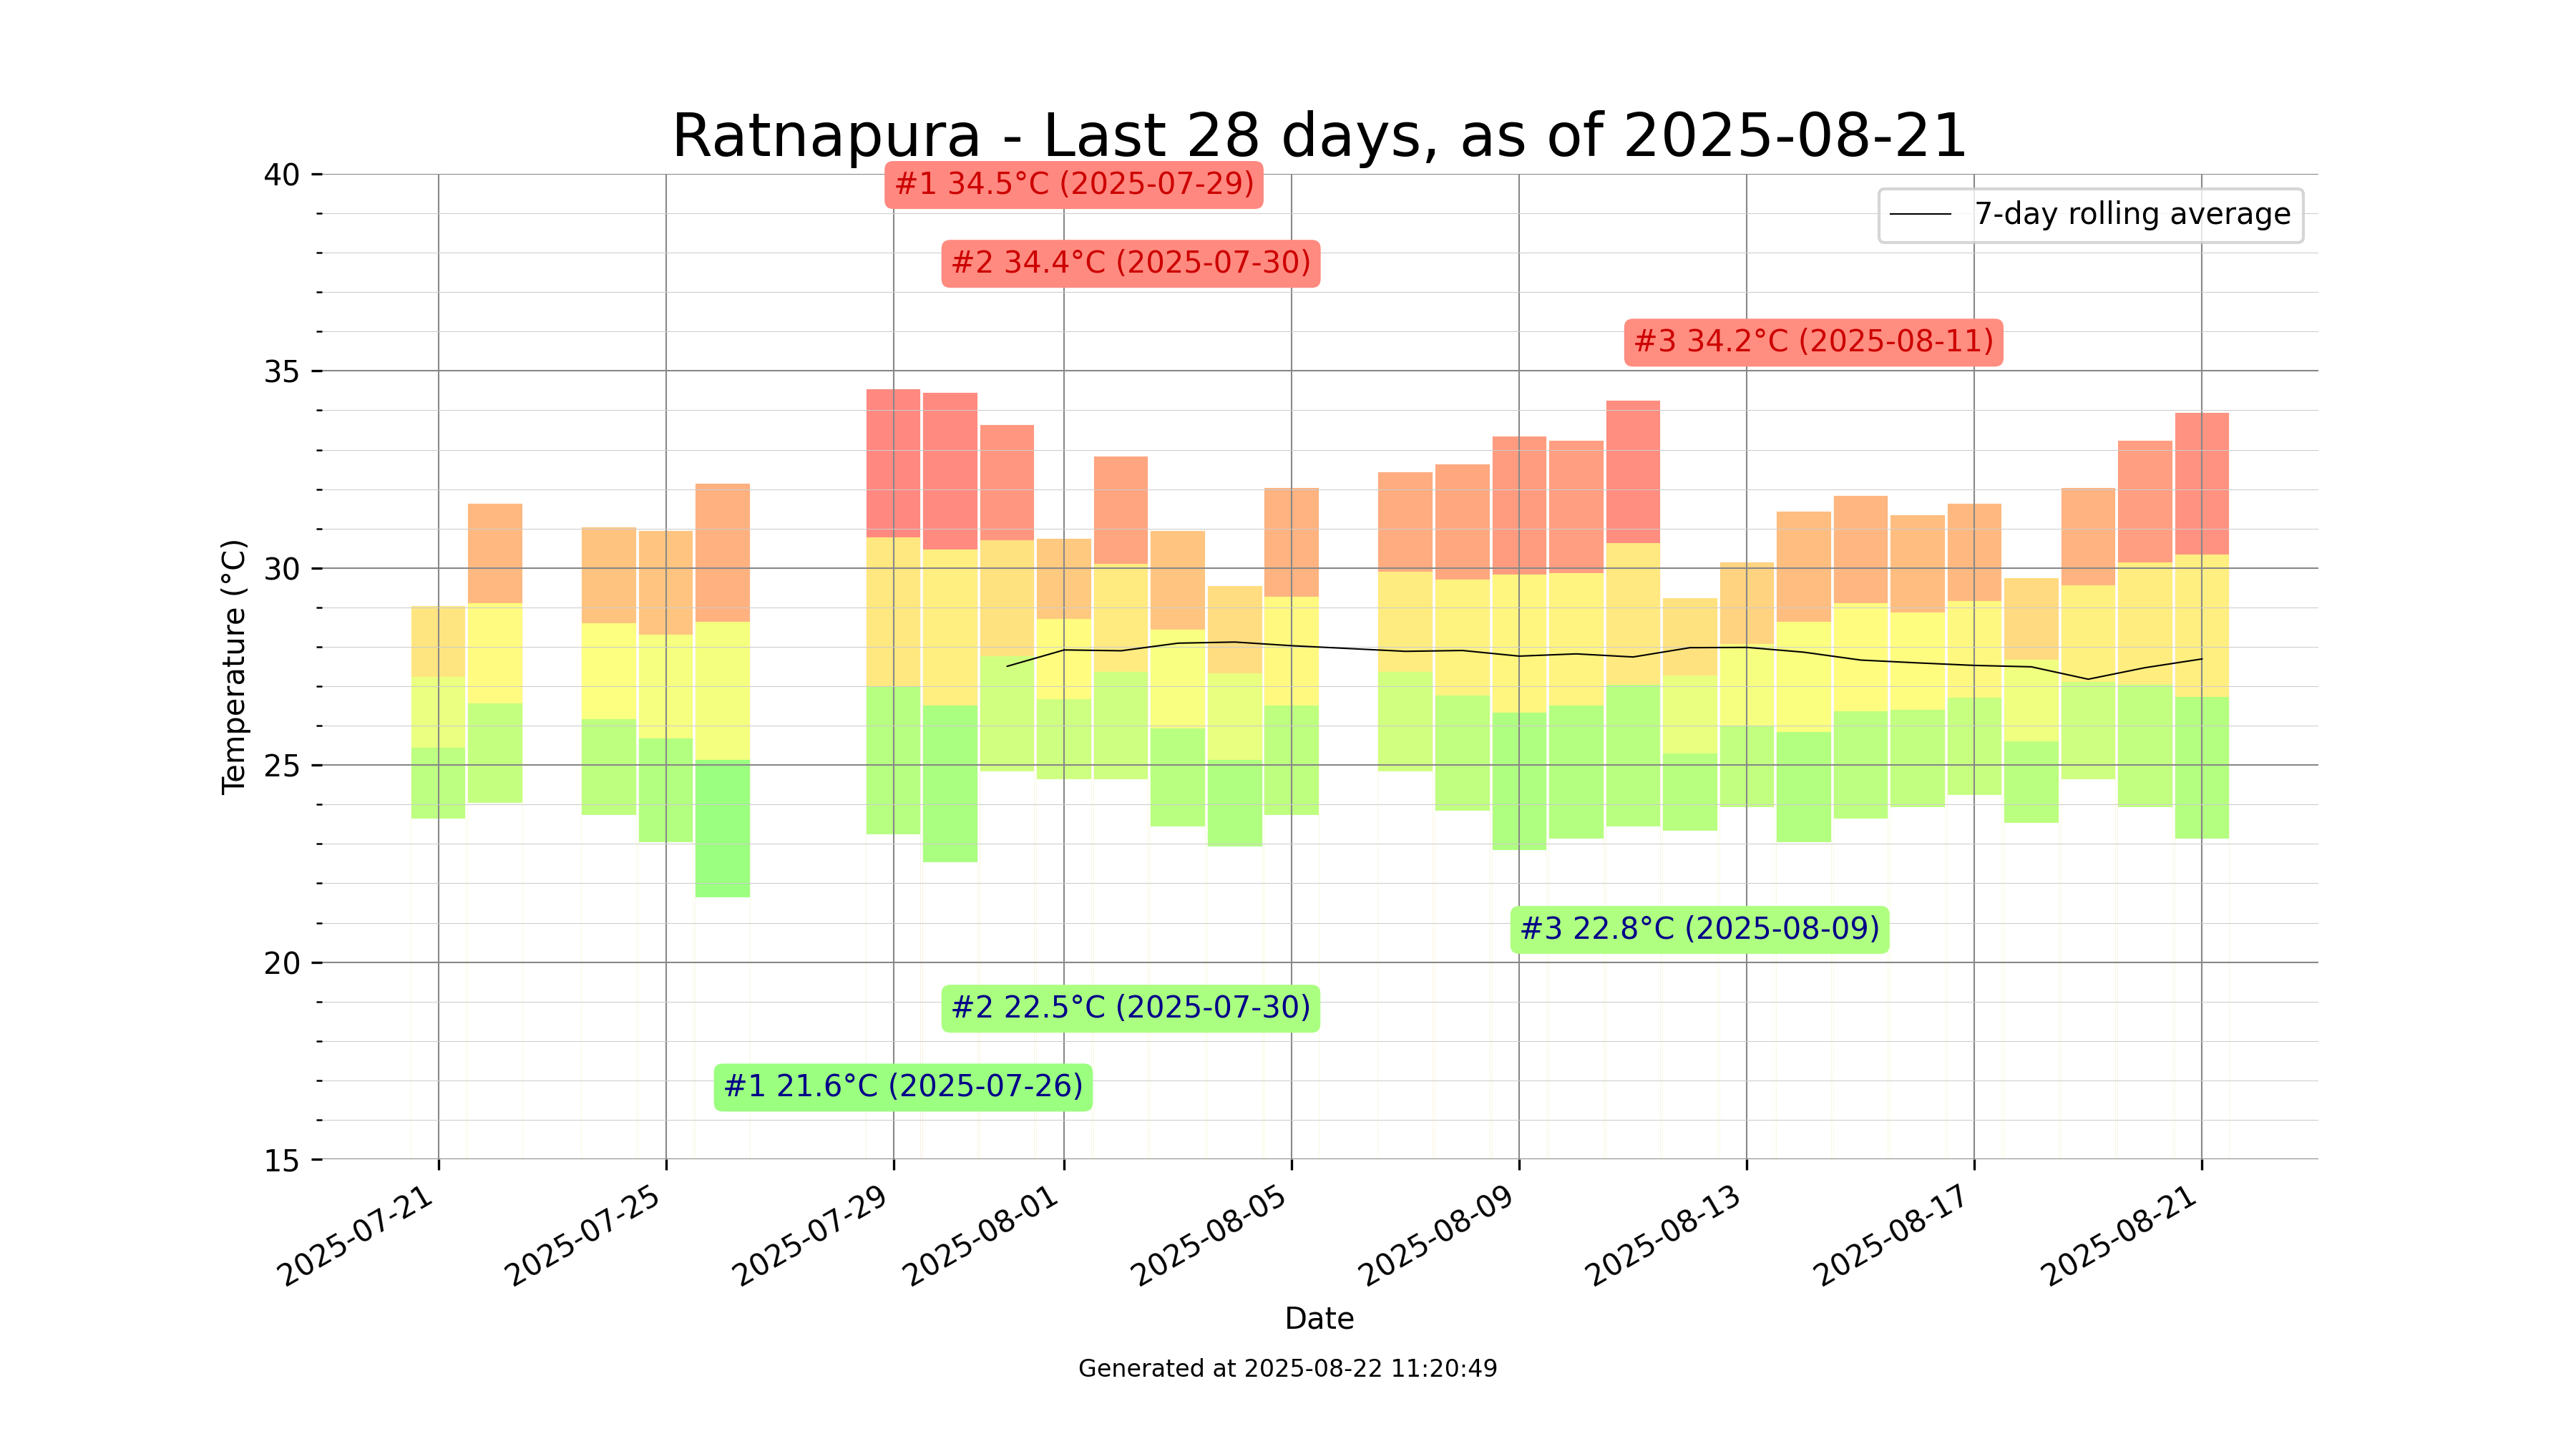 Ratnapura - Last 28 days, as of 2025-08-21
#1 34.5°C (2025-07-29)
#2 34.4°C (2025-07-30)
#3 34.2°C (2025-08-11)
7-day rolling average
40
35
30
25
20
15
Temperature (°C)
#3 22.8°C (2025-08-09)
#2 22.5°C (2025-07-30)
#1 21.6°C (2025-07-26)
2025-07-21
2025-07-25
2025-07-29
2025-08-01
2025-08-05
2025-08-09
2025-08-13
2025-08-17
2025-08-21
Date
Generated at 2025-08-22 11:20:49